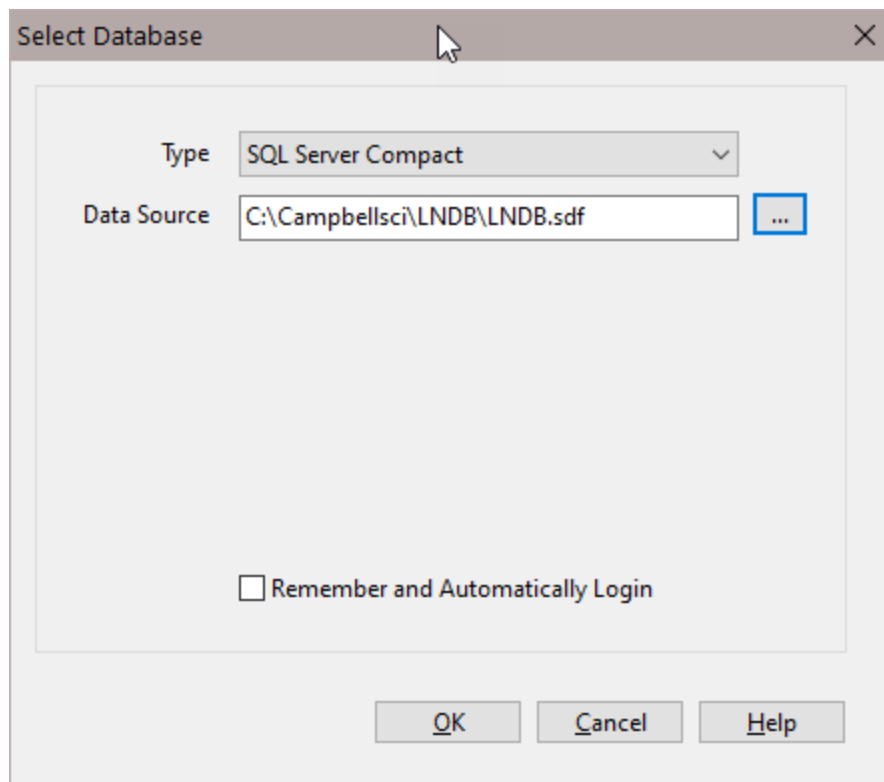 Select Database
Type SQL Server Compact
Data Source C:\Campbellsci\LNDB\LNDB.sdf ...
Remember and Automatically Login
OK Cancel Help